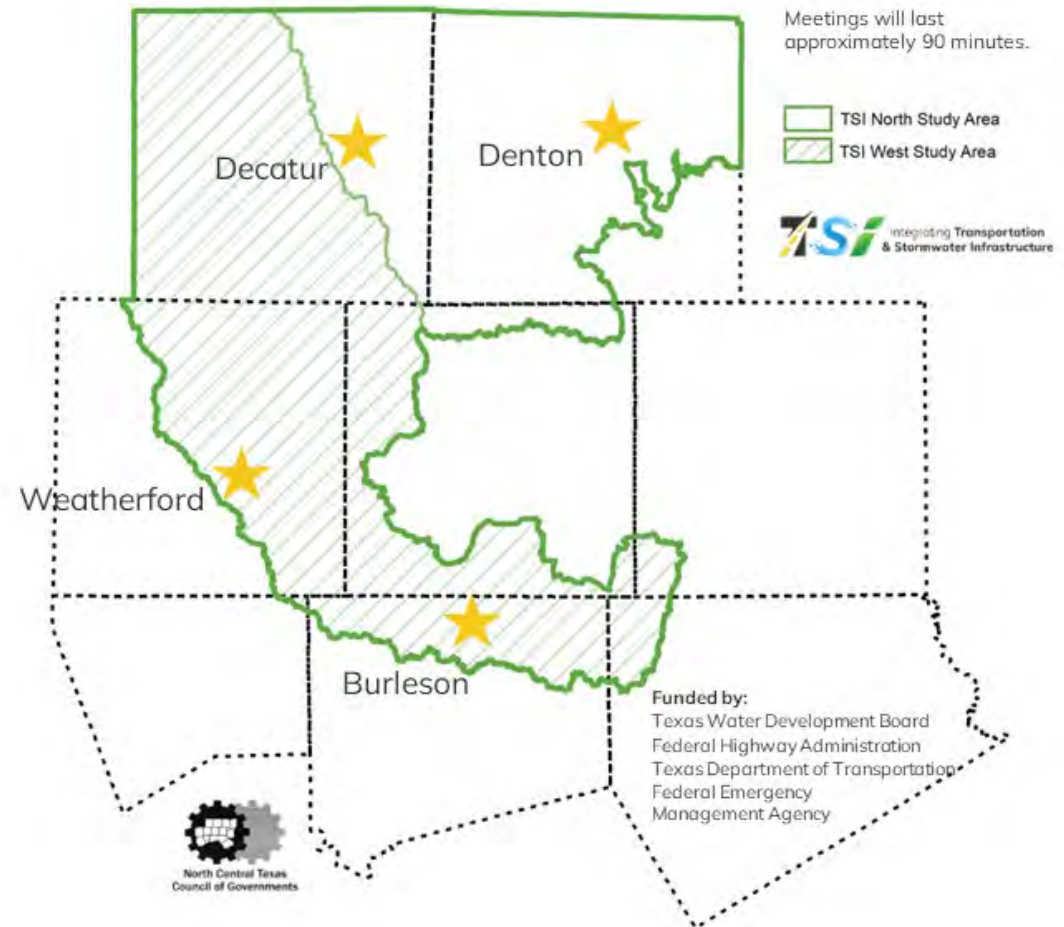 Meetings will last
approximately 90 minutes.
TSI North Study Area
TSI West Study Area
TSI Integrating Transportation
& Stormwater Infrastructure
Decatur
Denton
Weatherford
Burleson
Funded by:
Texas Water Development Board
Federal Highway Administration
Texas Department of Transportation
Federal Emergency
Management Agency
North Central Texas
Council of Governments